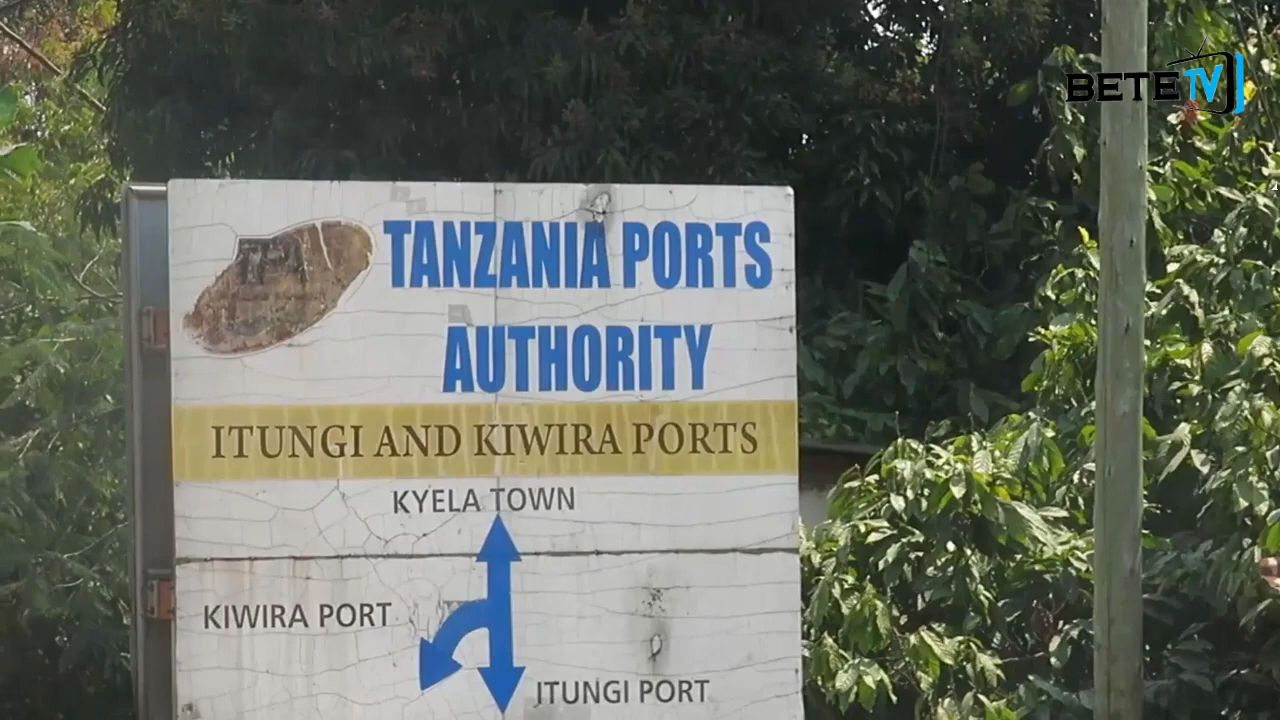 BETE TV
TANZANIA PORTS
AUTHORITY
ITUNGI AND KIWIRA PORTS
KYELA TOWN
KIWIRA PORT
ITUNGI PORT